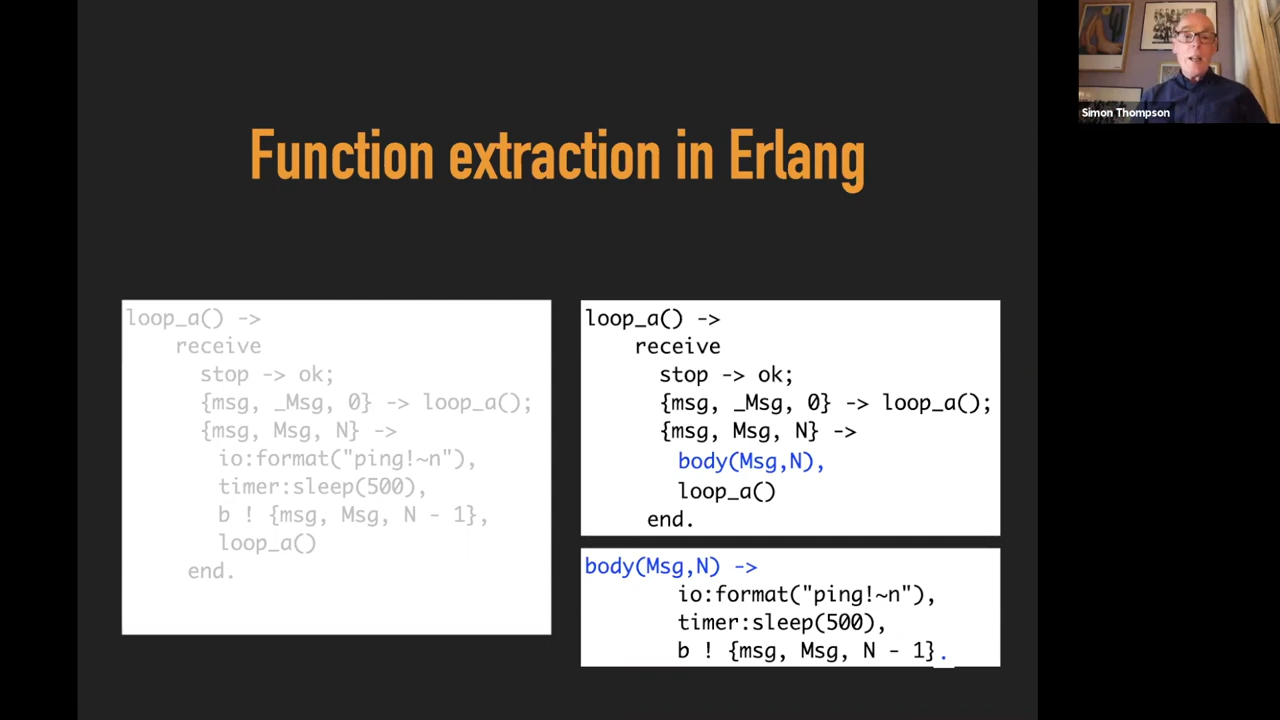 Function extraction in Erlang
loop_a() ->
receive
stop -> ok;
{msg, _Msg, 0} -> loop_a();
{msg, Msg, N} ->
io:format("ping!~n"),
timer:sleep(500),
b ! {msg, Msg, N - 1},
loop_a()
end.
loop_a() ->
receive
stop -> ok;
{msg, _Msg, 0} -> loop_a();
{msg, Msg, N} ->
body(Msg,N),
loop_a()
end.
body(Msg,N) ->
io:format("ping!~n"),
timer:sleep(500),
b ! {msg, Msg, N - 1}.
Simon Thompson